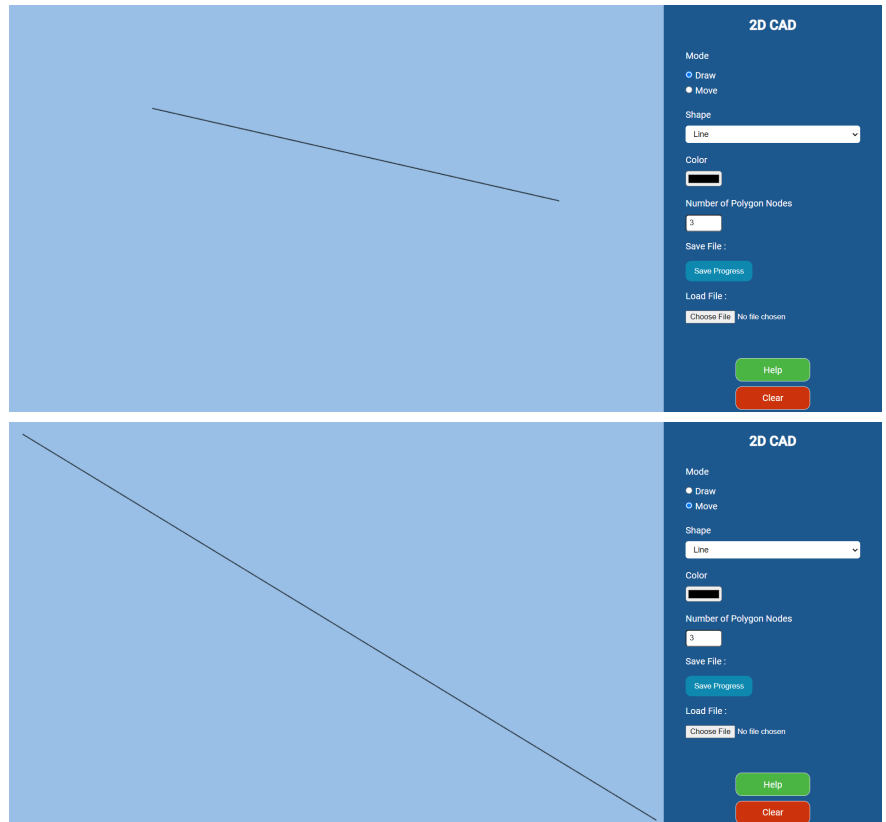 2D CAD
Mode
Draw
Move
Shape
Line
Color
Number of Polygon Nodes
3
Save File :
Save Progress
Load File :
Choose File No file chosen
Help
Clear
2D CAD
Mode
Draw
Move
Shape
Line
Color
Number of Polygon Nodes
3
Save File :
Save Progress
Load File :
Choose File No file chosen
Help
Clear